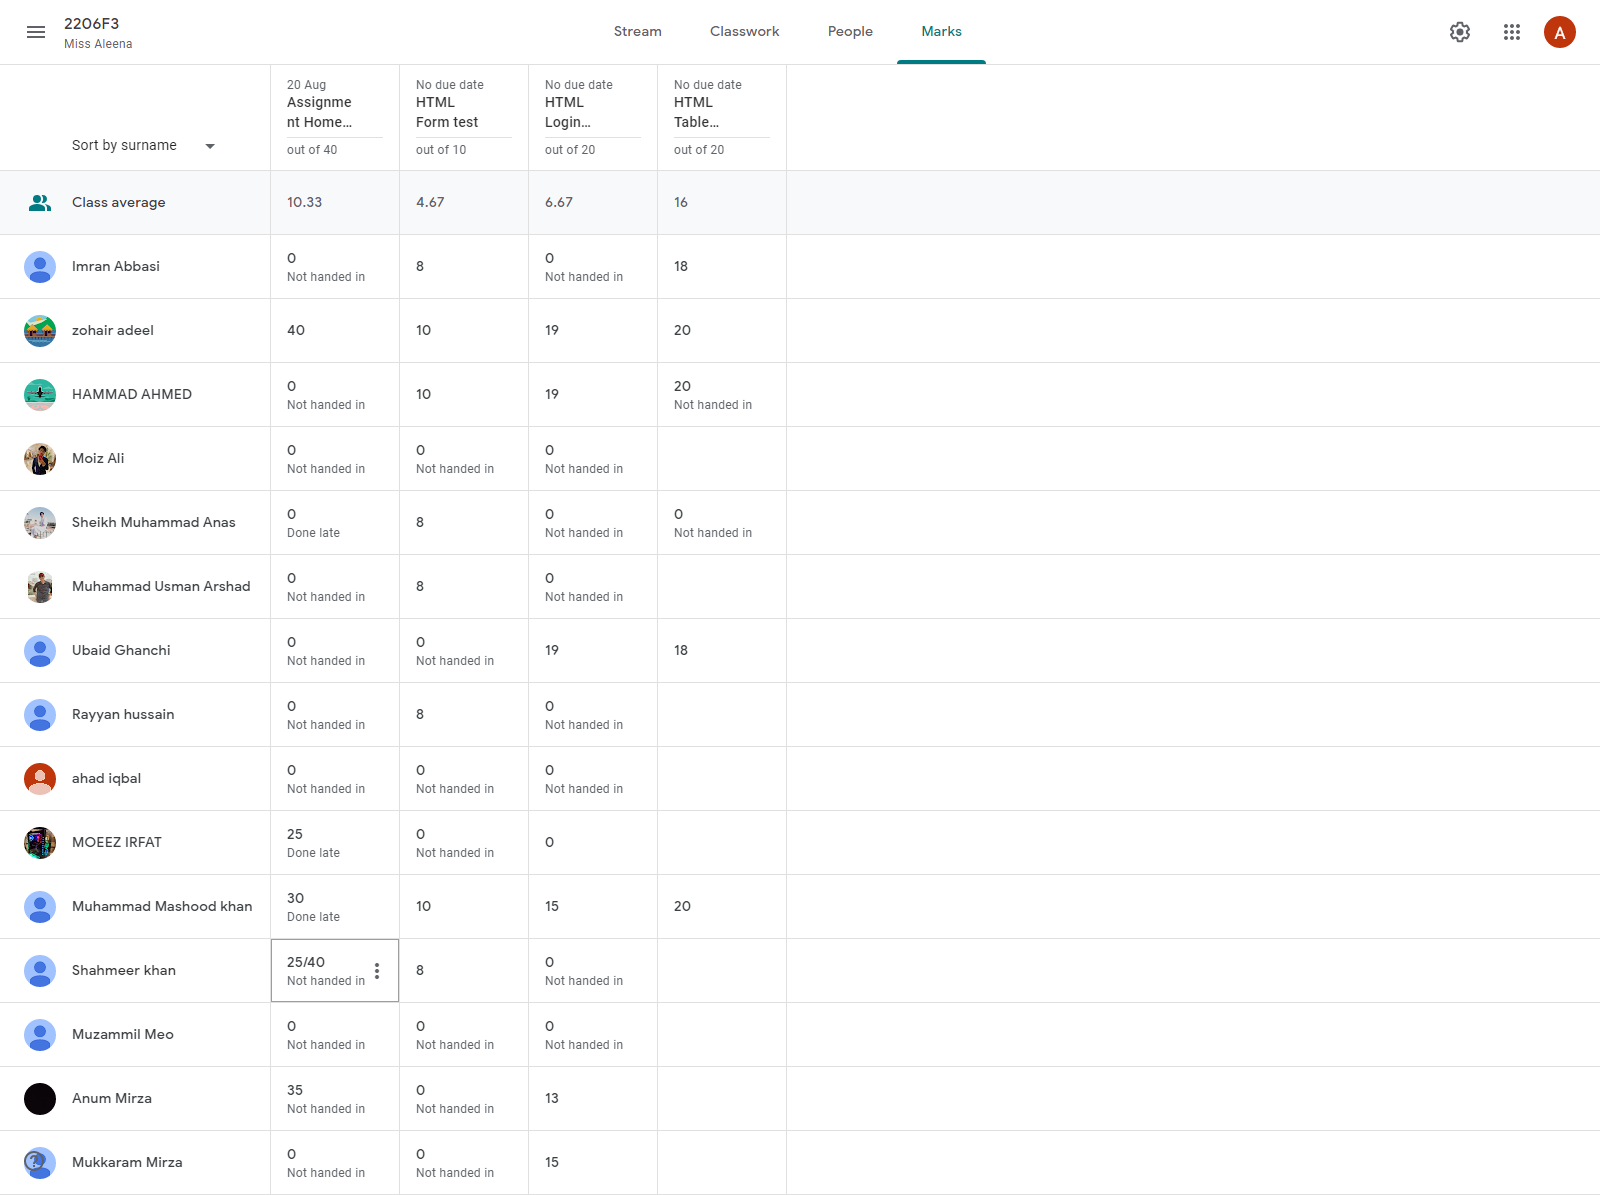 2206F3
Miss Aleena
Stream Classwork People Marks
A
Sort by surname
20 Aug
Assignme
nt Home...
out of 40
No due date
HTML
Form test
out of 10
No due date
HTML
Login...
out of 20
No due date
HTML
Table...
out of 20
Class average 10.33 4.67 6.67 16
Imran Abbasi 0 8 0 18
Not handed in Not handed in
zohair adeel 40 10 19 20
HAMMAD AHMED 0 10 19 20
Not handed in Not handed in
Moiz Ali 0 0 0
Not handed in Not handed in Not handed in
Sheikh Muhammad Anas 0 8 0 0
Done late Not handed in Not handed in
Muhammad Usman Arshad 0 8 0
Not handed in Not handed in
Ubaid Ghanchi 0 0 19 18
Not handed in Not handed in
Rayyan hussain 0 8 0
Not handed in Not handed in
ahad iqbal 0 0 0
Not handed in Not handed in Not handed in
MOEEZ IRFAT 25 0 0
Done late Not handed in
Muhammad Mashood khan 30 10 15 20
Done late
Shahmeer khan 25/40 8 0
Not handed in Not handed in
Muzammil Meo 0 0 0
Not handed in Not handed in Not handed in
Anum Mirza 35 0 13
Not handed in Not handed in
Mukkaram Mirza 0 0 15
Not handed in Not handed in